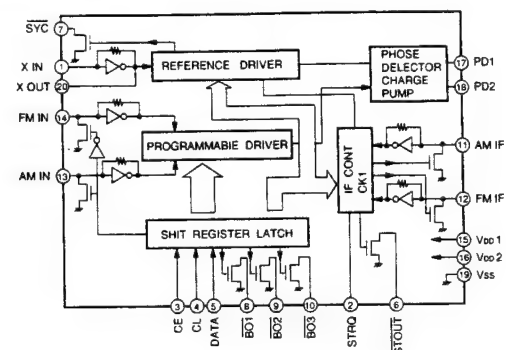 SYC
7
X IN
1
X OUT
20
FM IN
14
AM IN
13
REFERENCE DRIVER
PROGRAMMABIE DRIVER
SHIT REGISTER LATCH
PHOSE
DELECTOR
CHARGE
PUMP
IF CONT
CK1
17 PD1
18 PD2
11 AM IF
12 FM IF
15 VDD 1
16 VDD 2
19 VSS
3
4
5
8
9
10
2
6
CE
CL
DATA
BO1
BO2
BO3
STRQ
STOUT